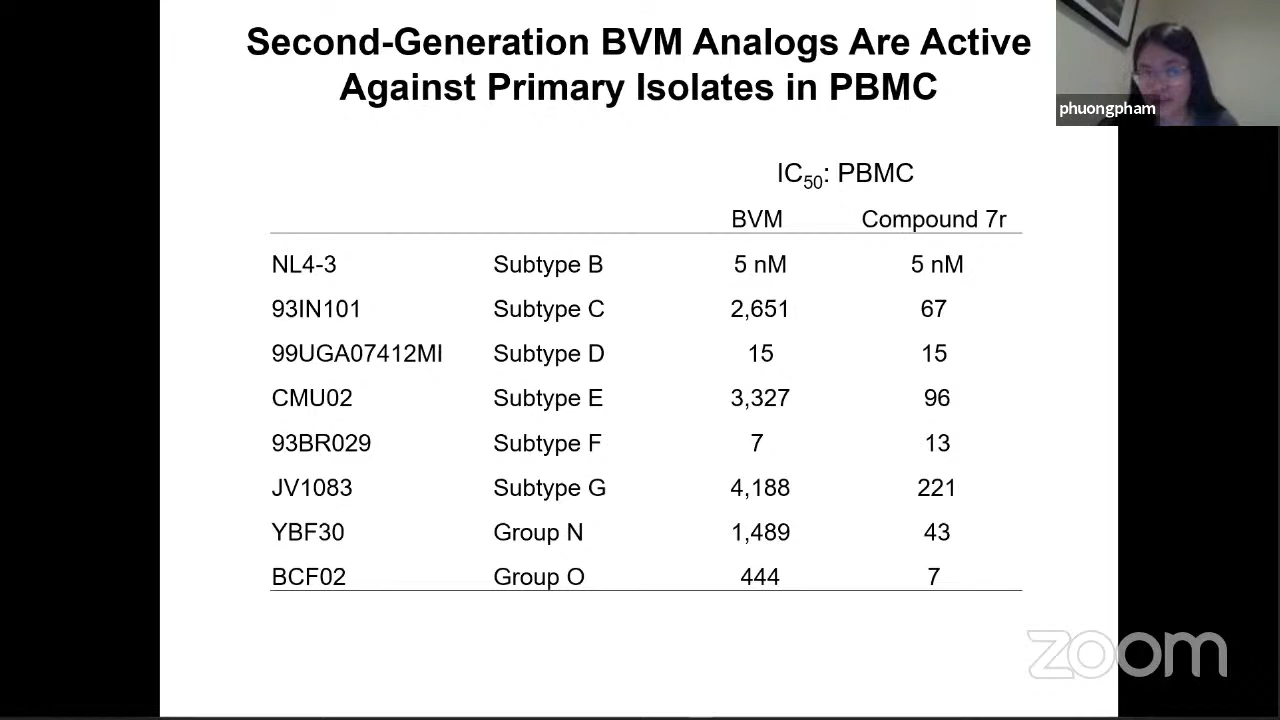 Second-Generation BVM Analogs Are Active
Against Primary Isolates in PBMC
phuongpham
IC50: PBMC
BVM Compound 7r
NL4-3 Subtype B 5 nM 5 nM
93IN101 Subtype C 2,651 67
99UGA07412MI Subtype D 15 15
CMU02 Subtype E 3,327 96
93BR029 Subtype F 7 13
JV1083 Subtype G 4,188 221
YBF30 Group N 1,489 43
BCF02 Group O 444 7
zoom